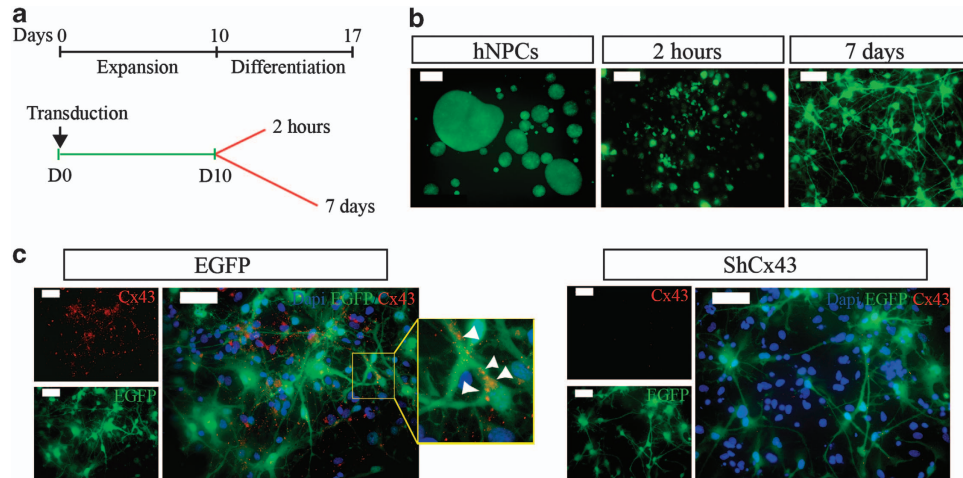 a
Days 0 10 17
Expansion Differentiation
Transduction
2 hours
D0 D10
7 days
b
hNPCs 2 hours 7 days
c
EGFP
Cx43
EGFP
Dapi EGFP Cx43
ShCx43
Cx43
EGFP
Dapi EGFP Cx43